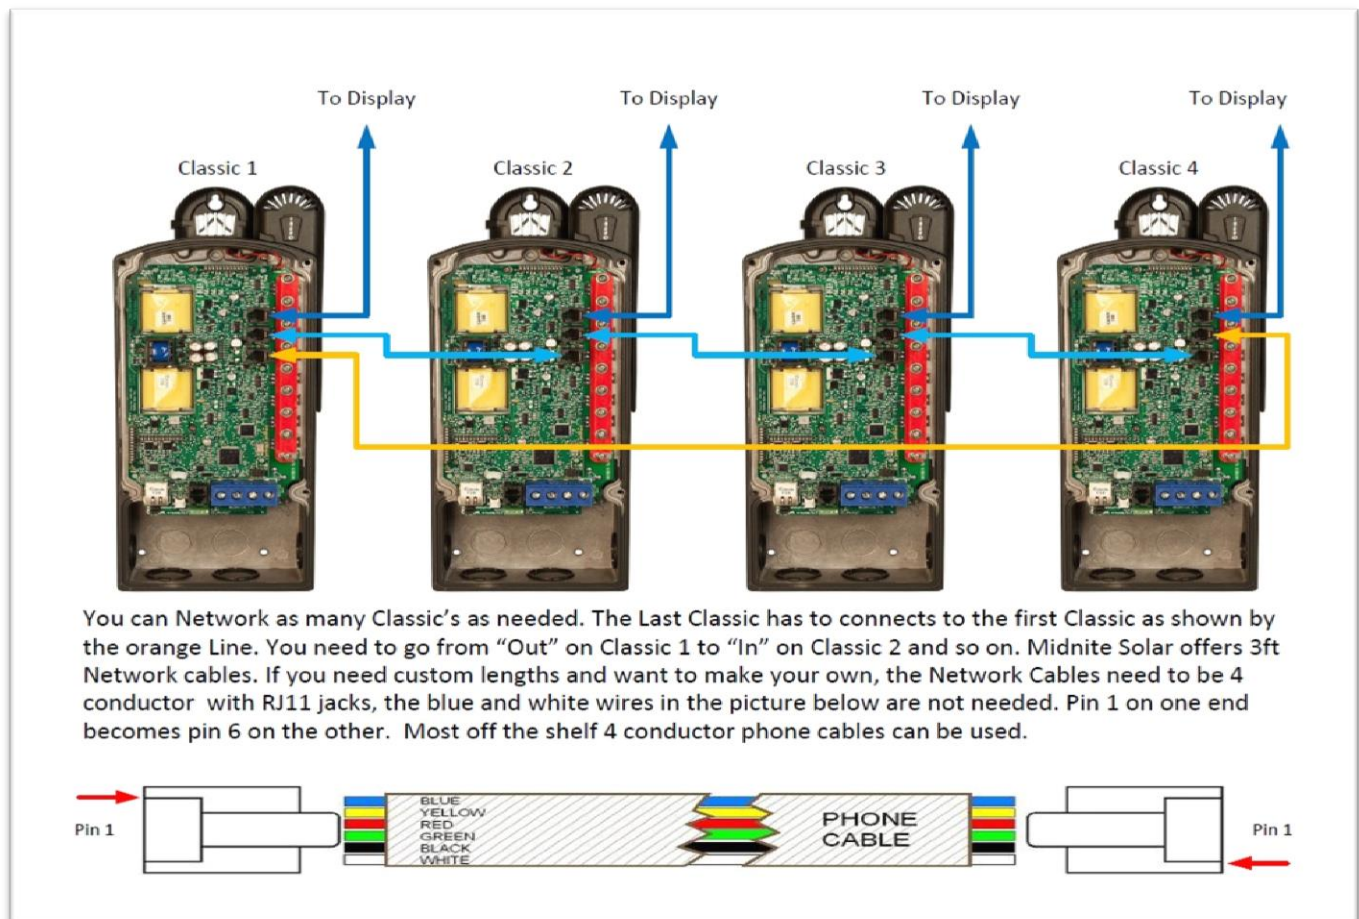 To Display To Display To Display To Display
Classic 1 Classic 2 Classic 3 Classic 4
You can Network as many Classic’s as needed. The Last Classic has to connects to the first Classic as shown by
the orange Line. You need to go from “Out” on Classic 1 to “In” on Classic 2 and so on. Midnite Solar offers 3ft
Network cables. If you need custom lengths and want to make your own, the Network Cables need to be 4
conductor with RJ11 jacks, the blue and white wires in the picture below are not needed. Pin 1 on one end
becomes pin 6 on the other. Most off the shelf 4 conductor phone cables can be used.
Pin 1
BLUE
YELLOW
RED
GREEN
BLACK
WHITE
PHONE
CABLE
Pin 1